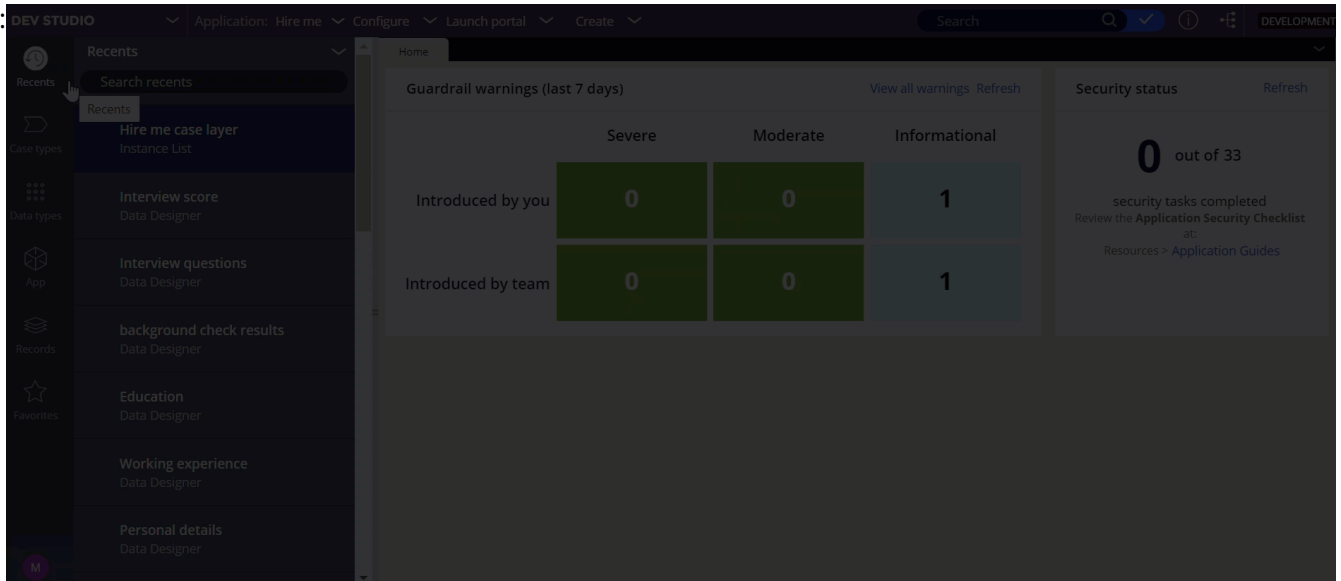 :
DEV STUDIO Application: Hire me Configure Launch portal Create Search DEVELOPMENT
Recents
Case types
Data types
App
Records
Favorites
M
Recents
Search recents
Recents
Hire me case layer
Instance List
Interview score
Data Designer
Interview questions
Data Designer
background check results
Data Designer
Education
Data Designer
Working experience
Data Designer
Personal details
Data Designer
Home
Guardrail warnings (last 7 days) View all warnings Refresh
Severe Moderate Informational
Introduced by you 0 0 1
Introduced by team 0 0 1
Security status Refresh
0 out of 33
security tasks completed
Review the Application Security Checklist
at:
Resources > Application Guides